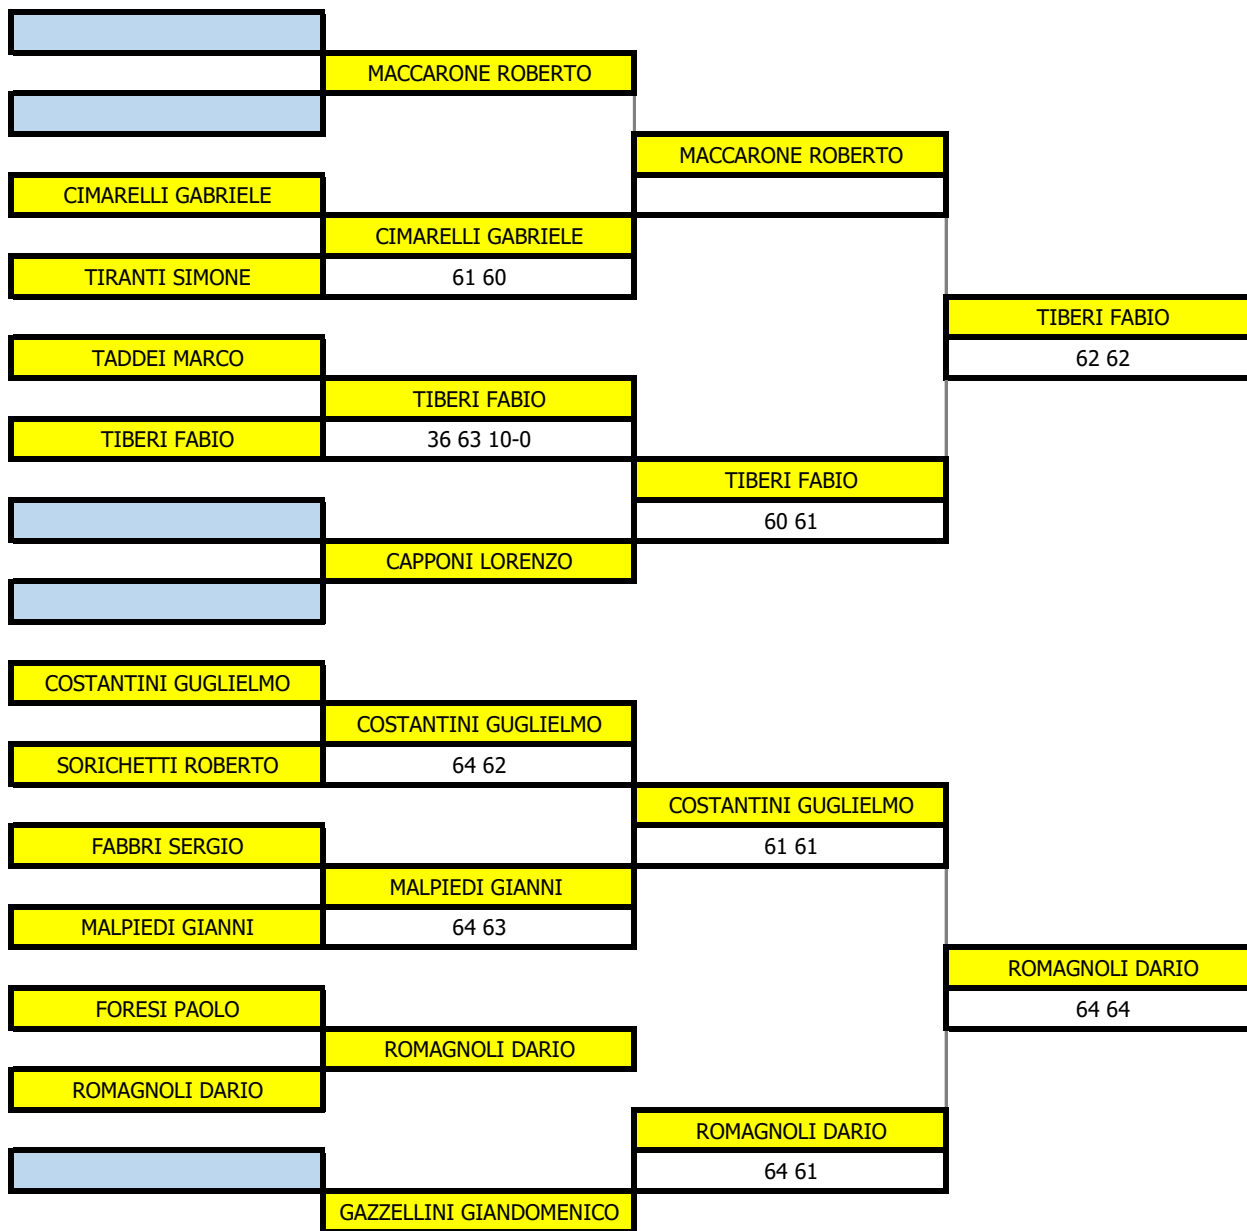 MACCARONE ROBERTO
MACCARONE ROBERTO
CIMARELLI GABRIELE
CIMARELLI GABRIELE
TIRANTI SIMONE
61 60
TIBERI FABIO
TADDEI MARCO
62 62
TIBERI FABIO
TIBERI FABIO
36 63 10-0
TIBERI FABIO
60 61
CAPPONI LORENZO
COSTANTINI GUGLIELMO
COSTANTINI GUGLIELMO
SORICHETTI ROBERTO
64 62
COSTANTINI GUGLIELMO
FABBRI SERGIO
61 61
MALPIEDI GIANNI
MALPIEDI GIANNI
64 63
ROMAGNOLI DARIO
FORESI PAOLO
64 64
ROMAGNOLI DARIO
ROMAGNOLI DARIO
ROMAGNOLI DARIO
64 61
GAZZELLINI GIANDOMENICO